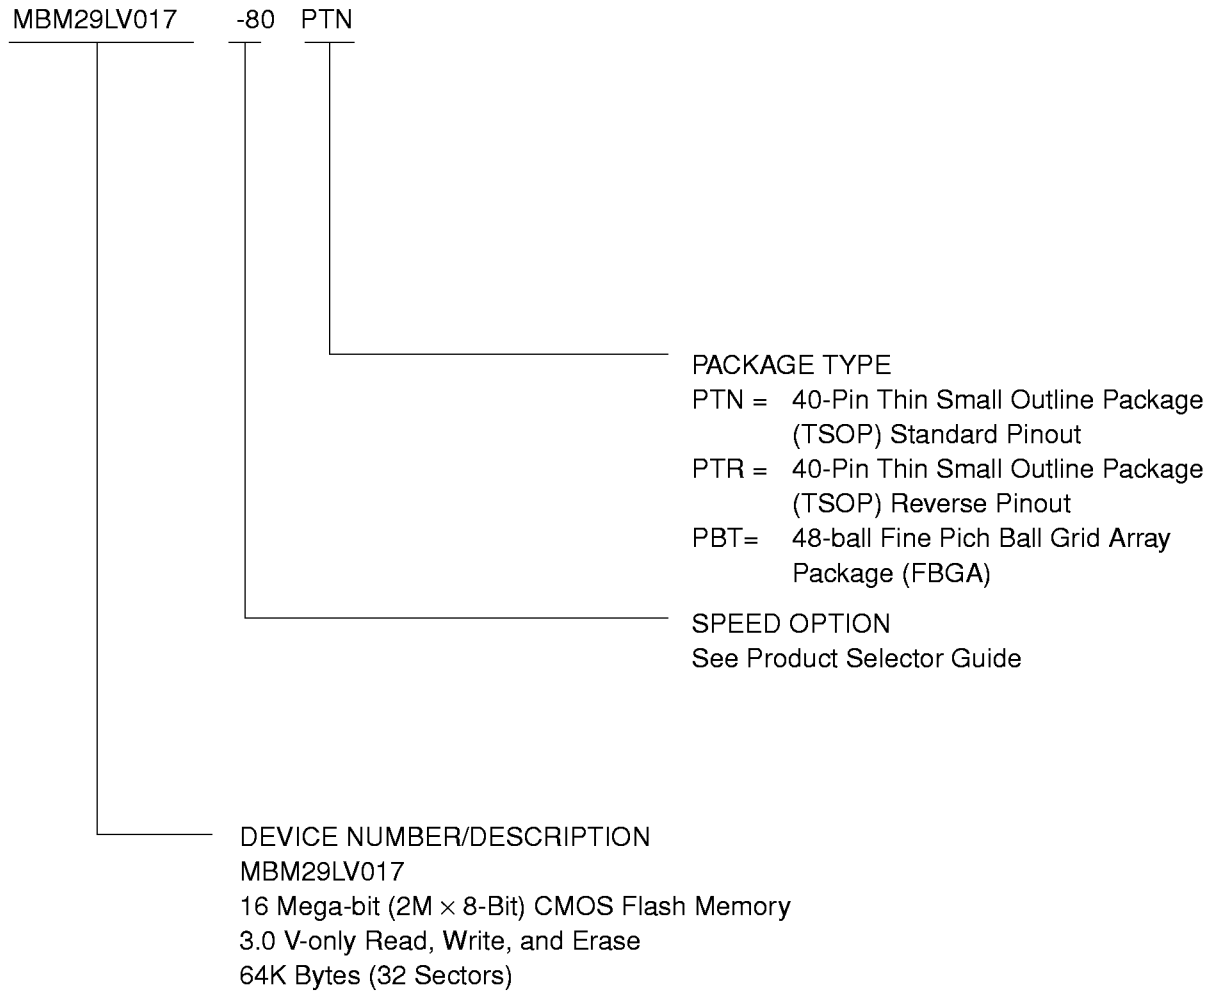 MBM29LV017 -80 PTN
PACKAGE TYPE
PTN = 40-Pin Thin Small Outline Package
(TSOP) Standard Pinout
PTR = 40-Pin Thin Small Outline Package
(TSOP) Reverse Pinout
PBT= 48-ball Fine Pich Ball Grid Array
Package (FBGA)
SPEED OPTION
See Product Selector Guide
DEVICE NUMBER/DESCRIPTION
MBM29LV017
16 Mega-bit (2M × 8-Bit) CMOS Flash Memory
3.0 V-only Read, Write, and Erase
64K Bytes (32 Sectors)